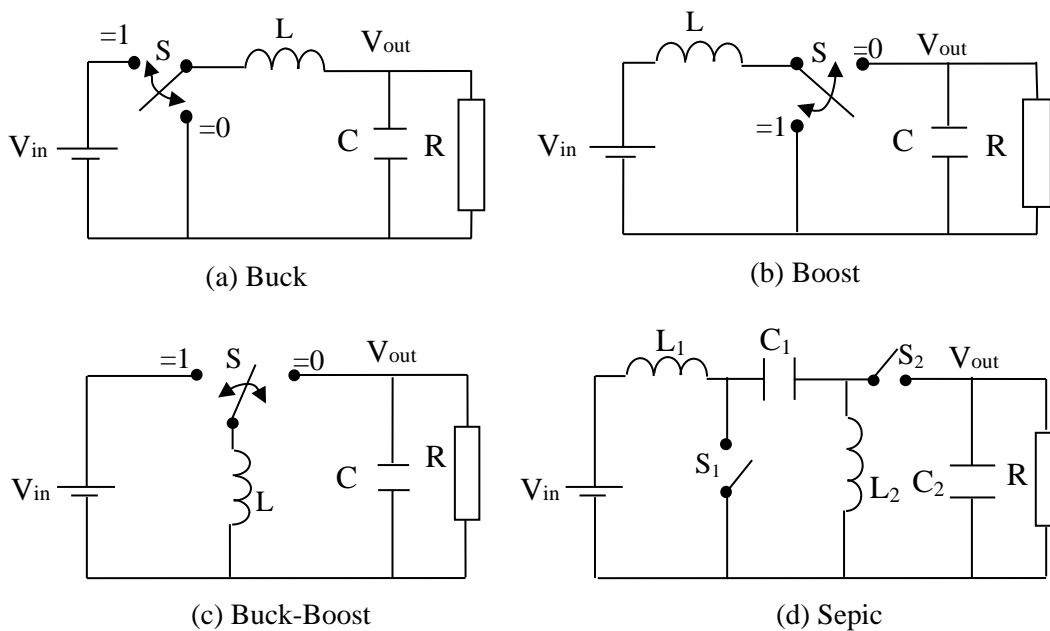 =1
S
L
Vout
=0
Vin
C
R
(a) Buck
L
S
=0
Vout
=1
Vin
C
R
(b) Boost
=1
S
=0
Vout
Vin
L
C
R
(c) Buck-Boost
L1
C1
S2
Vout
S1
Vin
L2
C2
R
(d) Sepic